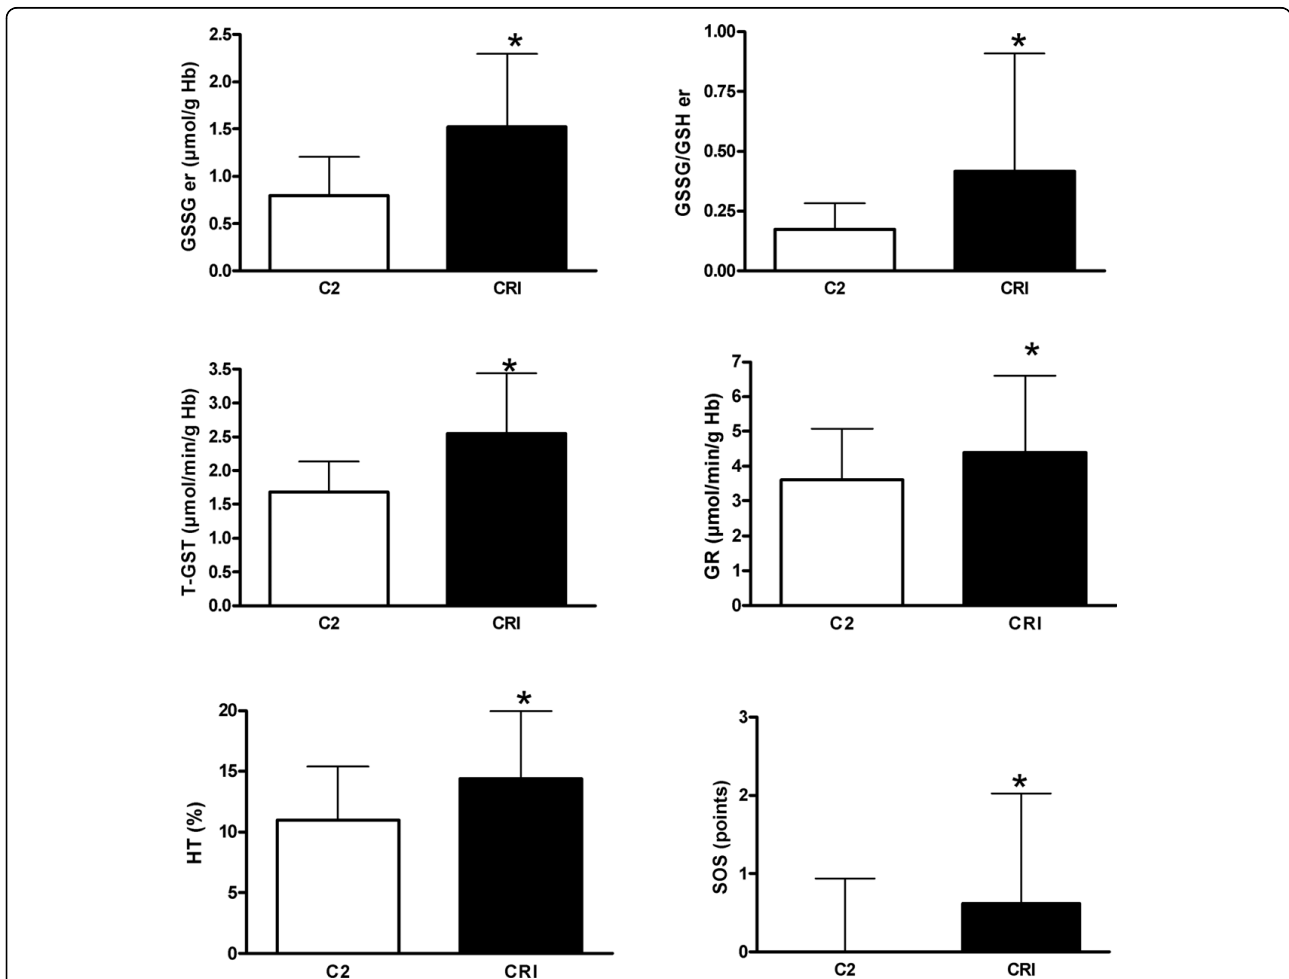 GSSG er (μmol/g Hb)
2.5
2.0
1.5
1.0
0.5
0.0
*
C2
CRI
GSSG/GSH er
1.00
0.75
0.50
0.25
0.00
*
C2
CRI
T-GST (μmol/min/g Hb)
3.5
3.0
2.5
2.0
1.5
1.0
0.5
0.0
*
C2
CRI
GR (μmol/min/g Hb)
7
6
5
4
3
2
1
0
*
C2
CRI
HT (%)
20
15
10
5
0
*
C2
CRI
SOS (points)
3
2
1
0
*
C2
CRI